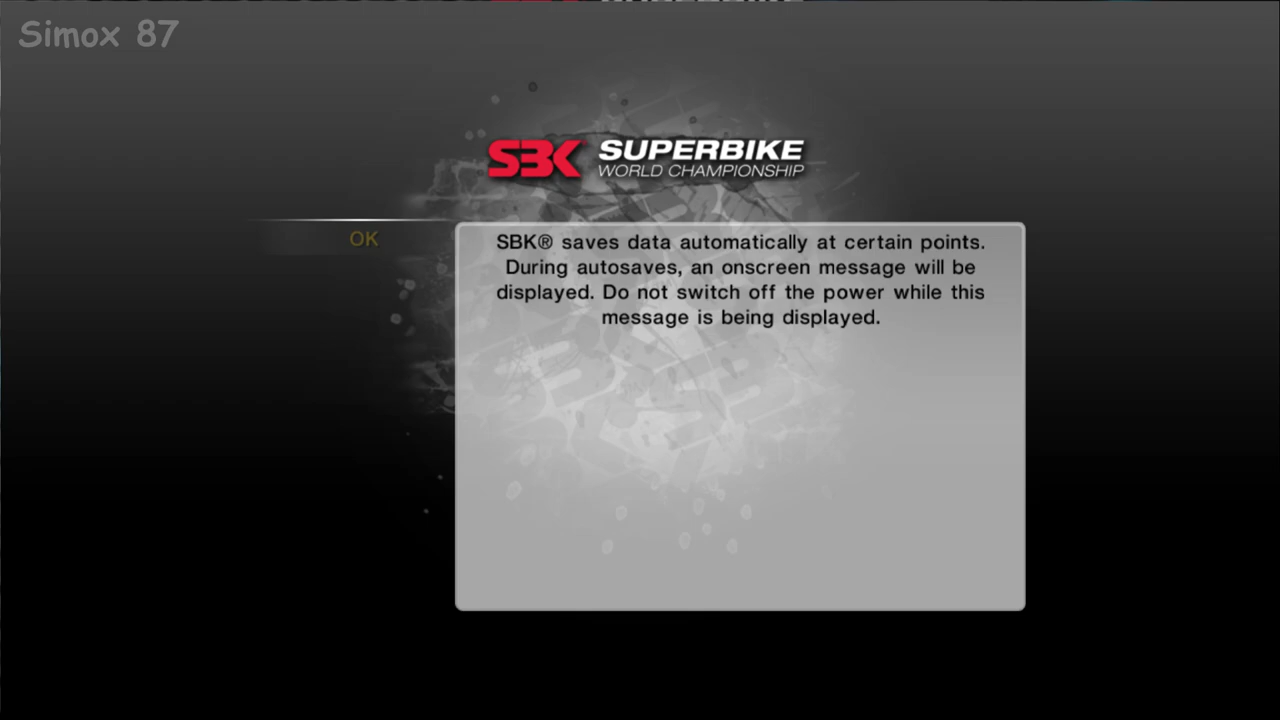 Simox 87
SBK SUPERBIKE
WORLD CHAMPIONSHIP
OK
SBK® saves data automatically at certain points.
During autosaves, an onscreen message will be
displayed. Do not switch off the power while this
message is being displayed.